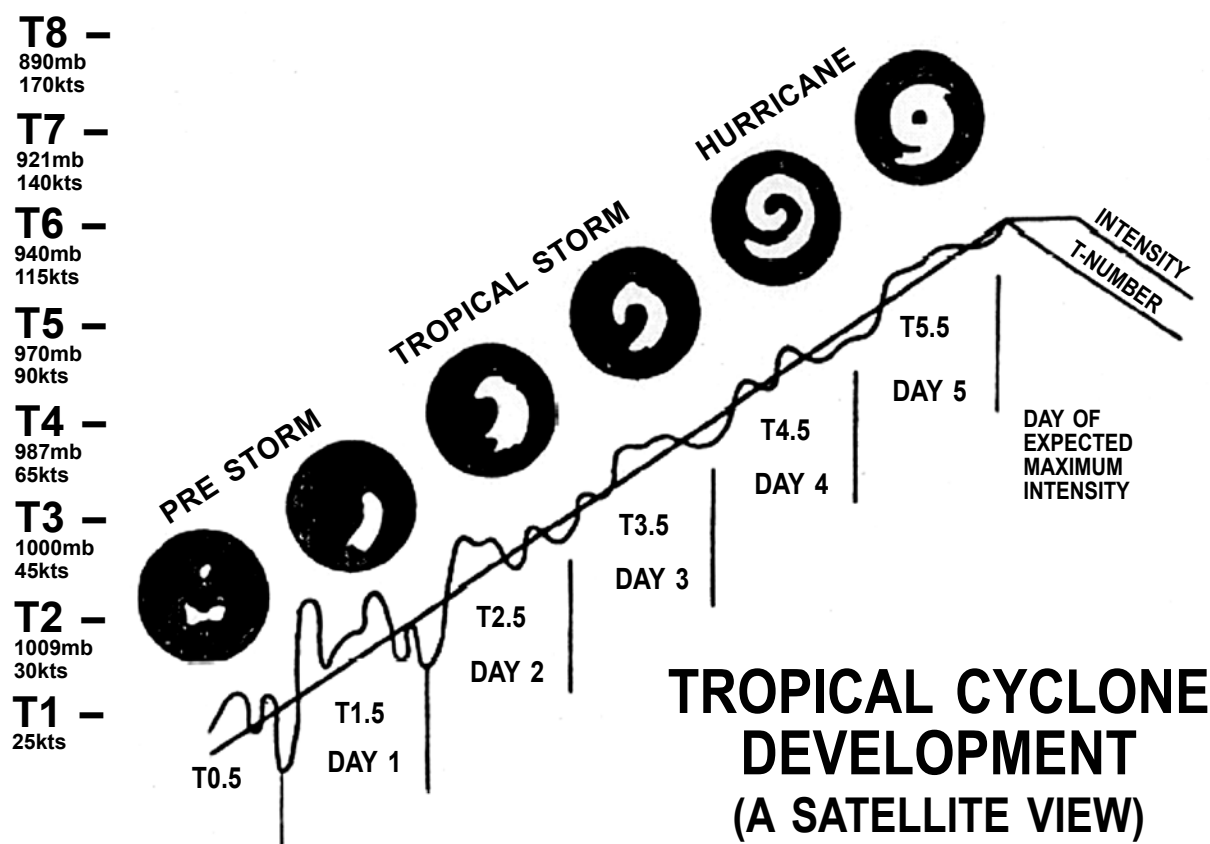 T8 –
890mb
170kts
T7 –
921mb
140kts
T6 –
940mb
115kts
T5 –
970mb
90kts
T4 –
987mb
65kts
T3 –
1000mb
45kts
T2 –
1009mb
30kts
T1 –
25kts
PRE STORM
TROPICAL STORM
HURRICANE
INTENSITY
T-NUMBER
T0.5
T1.5
DAY 1
T2.5
DAY 2
T3.5
DAY 3
T4.5
DAY 4
T5.5
DAY 5
DAY OF
EXPECTED
MAXIMUM
INTENSITY
TROPICAL CYCLONE
DEVELOPMENT
(A SATELLITE VIEW)